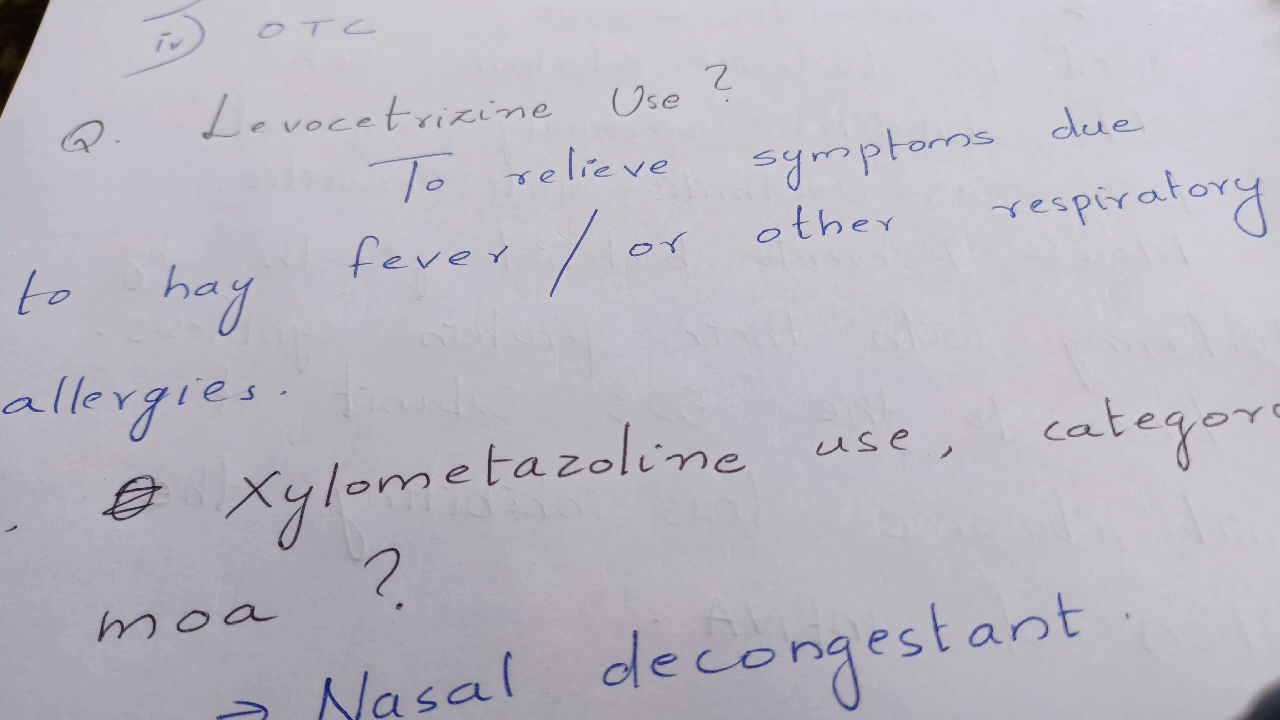 iv) OTC
Q. Levocetrizine Use ?
To relieve symptoms due
to hay fever / or other respiratory
allergies.
Xylometazoline use, categor
moa ?
→ Nasal decongestant.